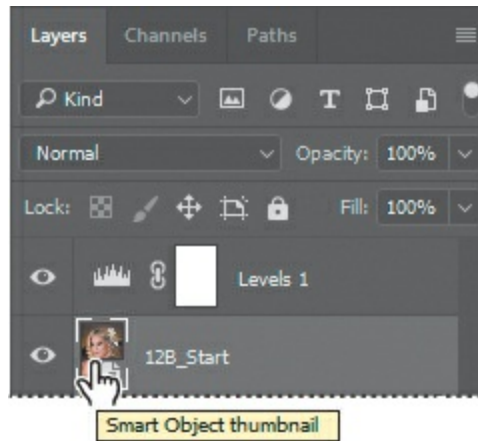 Layers Channels Paths
Kind T
Normal Opacity: 100%
Lock: Fill: 100%
Levels 1
12B_Start
Smart Object thumbnail